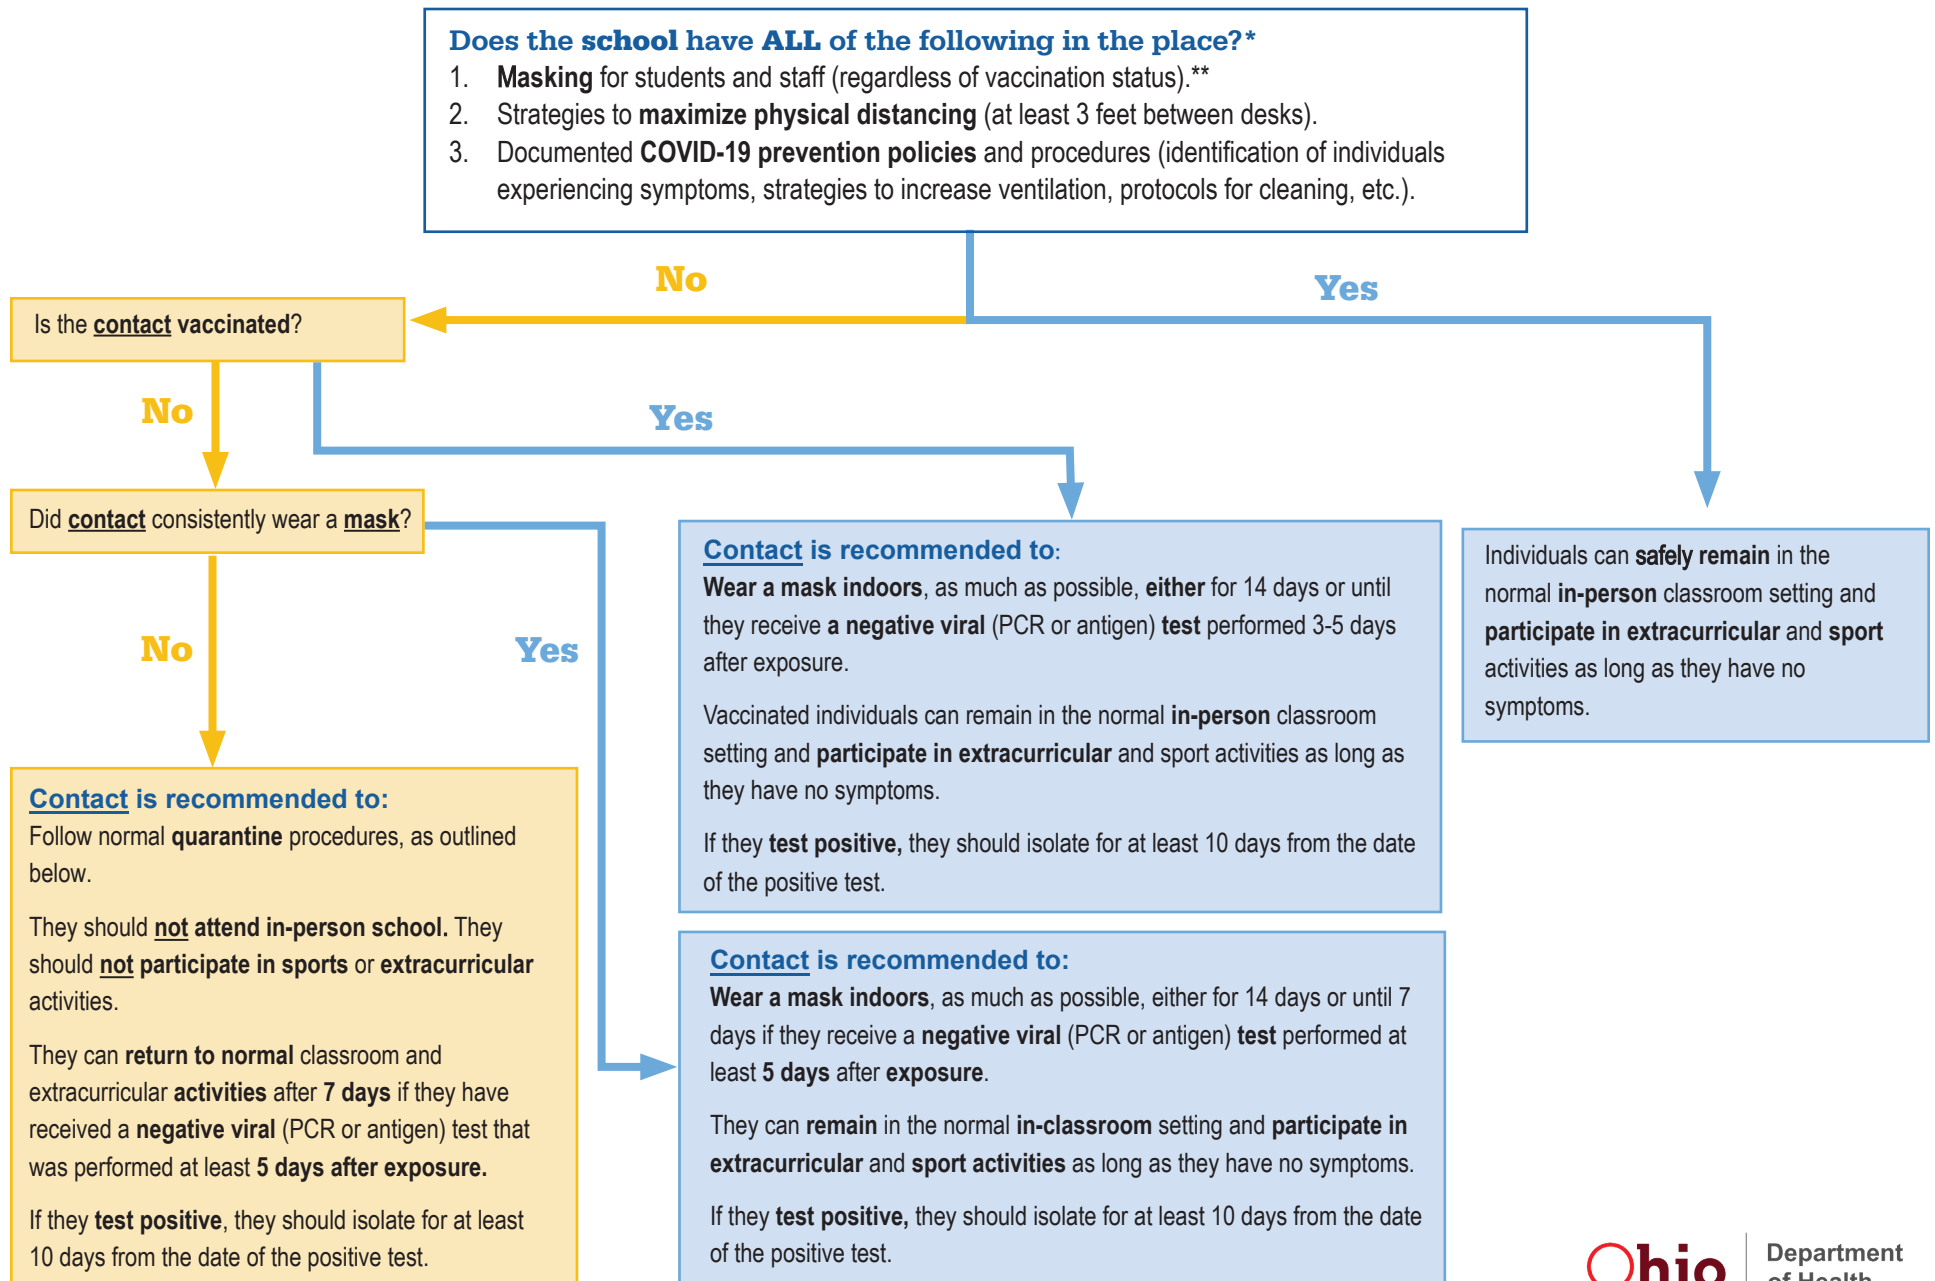 Does the school have ALL of the following in the place?*
1. Masking for students and staff (regardless of vaccination status).**
2. Strategies to maximize physical distancing (at least 3 feet between desks).
3. Documented COVID-19 prevention policies and procedures (identification of individuals
experiencing symptoms, strategies to increase ventilation, protocols for cleaning, etc.).
No
Yes
Is the contact vaccinated?
No
Yes
Did contact consistently wear a mask?
No
Yes
Contact is recommended to:
Wear a mask indoors, as much as possible, either for 14 days or until
they receive a negative viral (PCR or antigen) test performed 3-5 days
after exposure.
Vaccinated individuals can remain in the normal in-person classroom
setting and participate in extracurricular and sport activities as long as
they have no symptoms.
If they test positive, they should isolate for at least 10 days from the date
of the positive test.
Individuals can safely remain in the
normal in-person classroom setting and
participate in extracurricular and sport
activities as long as they have no
symptoms.
Contact is recommended to:
Follow normal quarantine procedures, as outlined
below.
They should not attend in-person school. They
should not participate in sports or extracurricular
activities.
They can return to normal classroom and
extracurricular activities after 7 days if they have
received a negative viral (PCR or antigen) test that
was performed at least 5 days after exposure.
If they test positive, they should isolate for at least
10 days from the date of the positive test.
Contact is recommended to:
Wear a mask indoors, as much as possible, either for 14 days or until 7
days if they receive a negative viral (PCR or antigen) test performed at
least 5 days after exposure.
They can remain in the normal in-classroom setting and participate in
extracurricular and sport activities as long as they have no symptoms.
If they test positive, they should isolate for at least 10 days from the date
of the positive test.
Ohio
Department
of Health